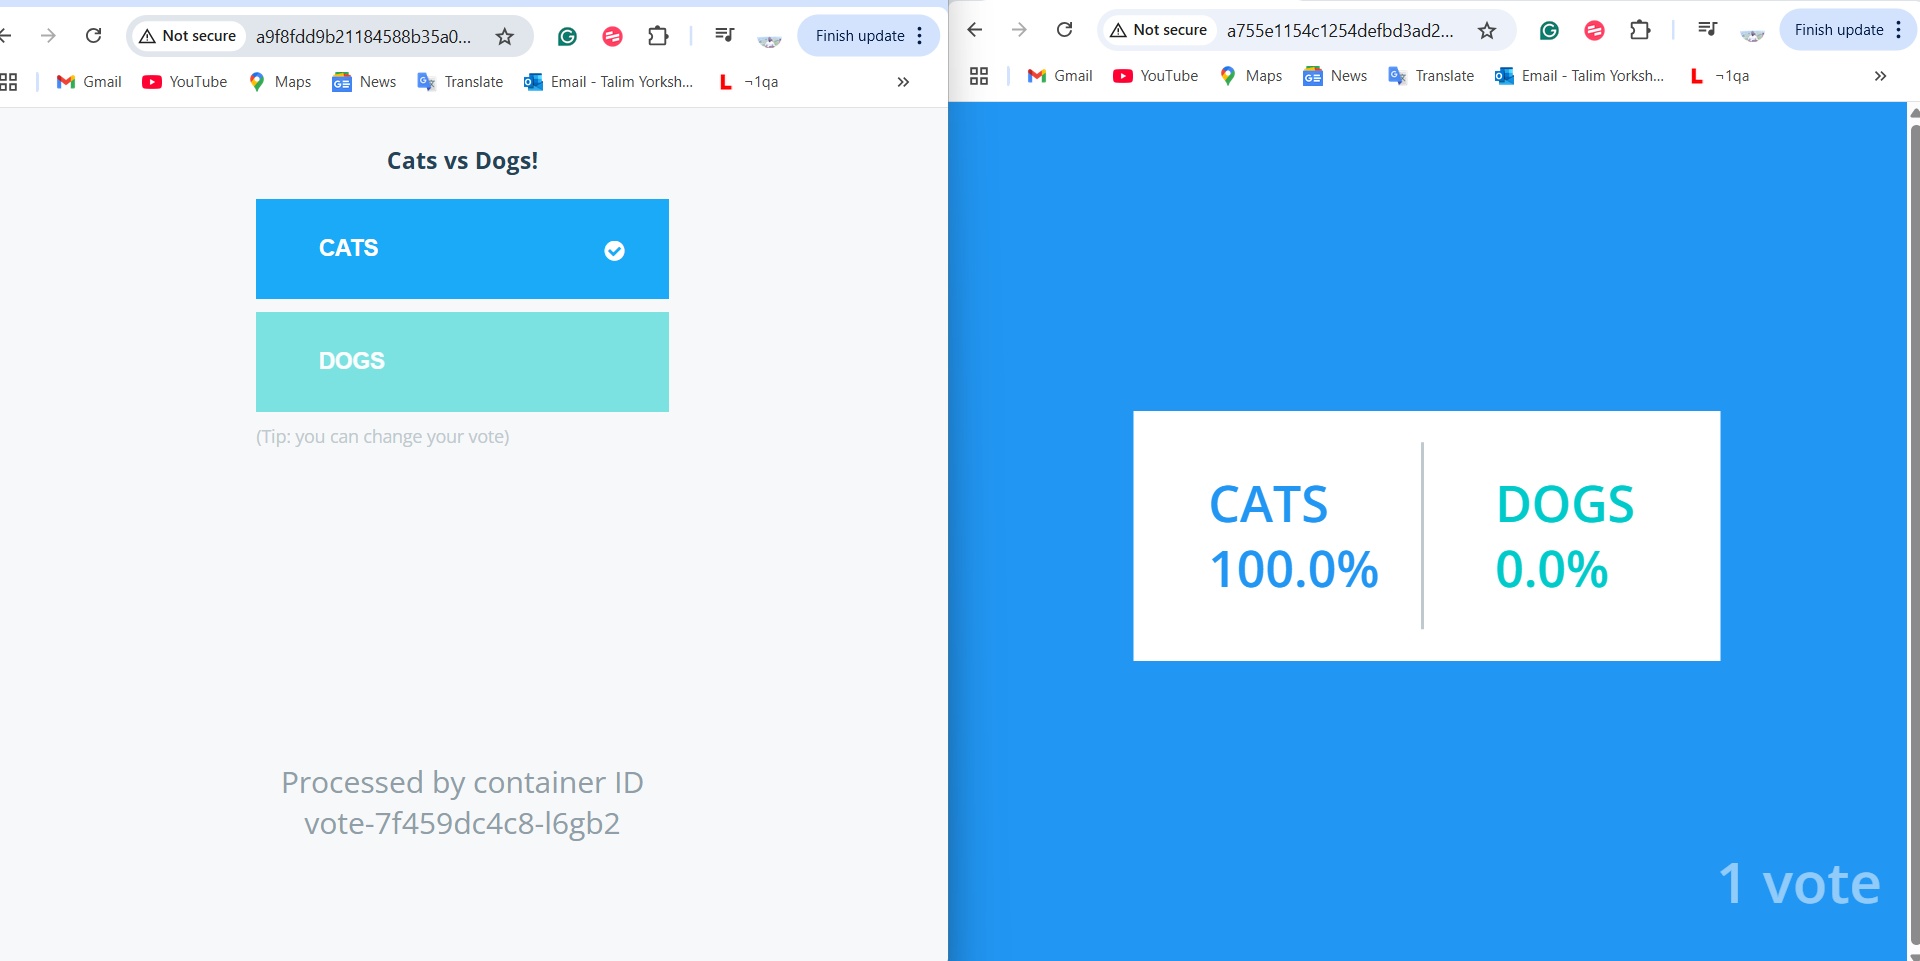 Not secure
a9f8fdd9b21184588b35a0...
Finish update
Gmail
YouTube
Maps
News
Translate
Email - Talim Yorksh...
¬1qa
»
Cats vs Dogs!
CATS
DOGS
(Tip: you can change your vote)
Processed by container ID
vote-7f459dc4c8-l6gb2
Not secure
a755e1154c1254defbd3ad2...
Finish update
Gmail
YouTube
Maps
News
Translate
Email - Talim Yorksh...
¬1qa
»
CATS
100.0%
DOGS
0.0%
1 vote